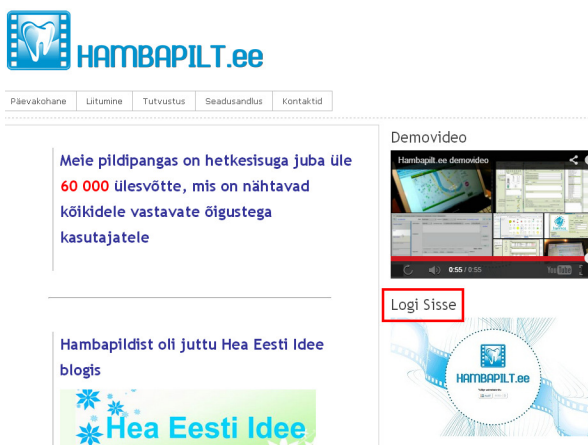 HAMBAPILT.ee
Päevakohane Liitumine Tutvustus Seadusandlus Kontaktid
Meie pildipangas on hetkesisuga juba üle
60 000 ülesvõtte, mis on nähtavad
kõikidele vastavate õigustega
kasutajatele
Hambapildist oli juttu Hea Eesti Idee
blogis
Hea Eesti Idee
Demovideo
Hambapilt.ee demovideo
0:55 / 0:55
YouTube
Logi Sisse
HAMBAPILT.ee